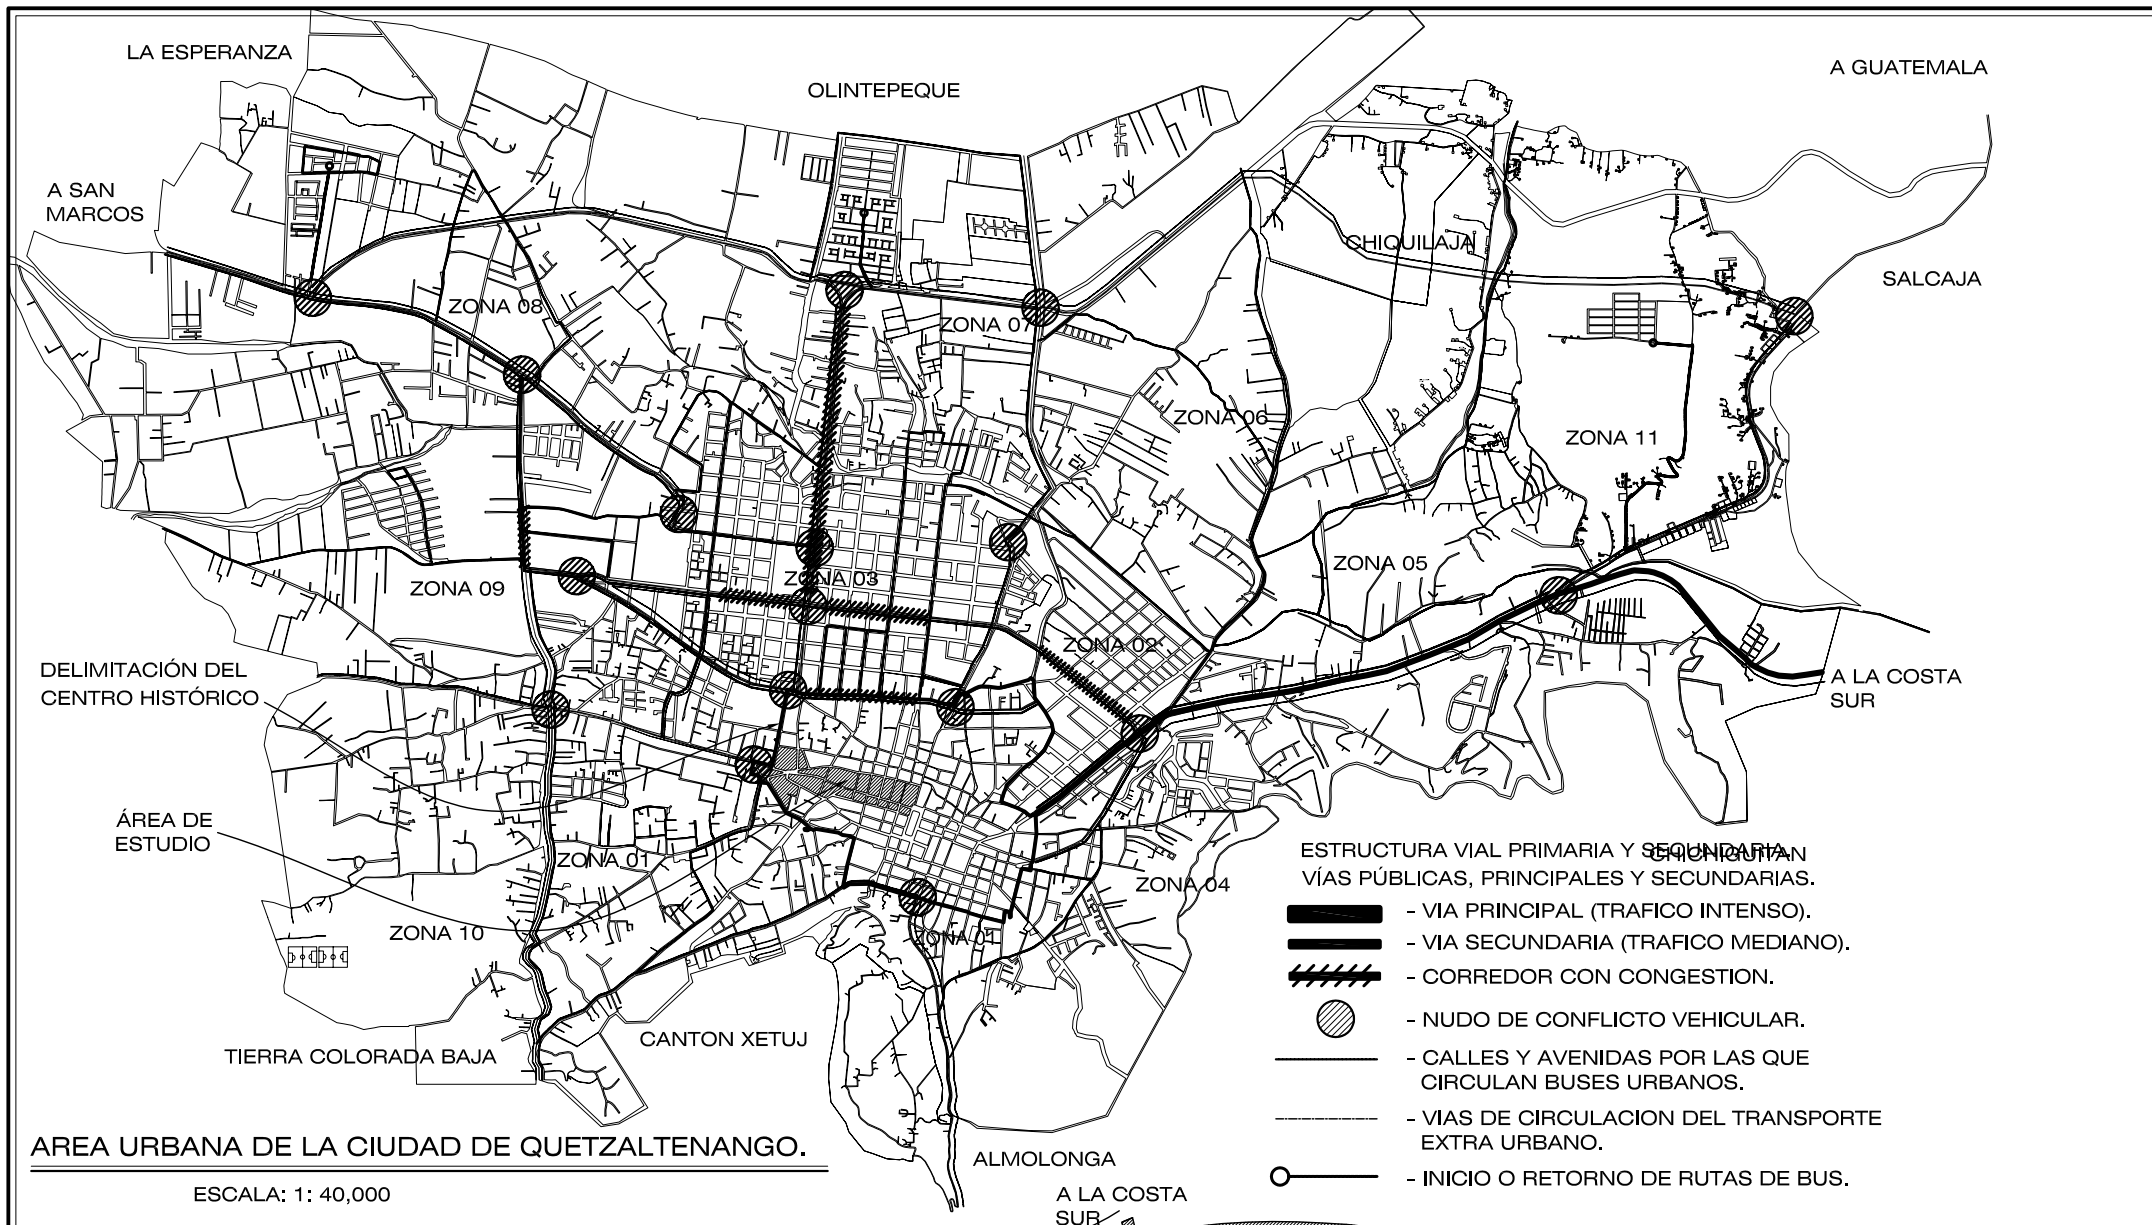 LA ESPERANZA
OLINTEPEQUE
A GUATEMALA
A SAN
MARCOS
CHIQUILAJA
SALCAJA
ZONA 08
ZONA 07
ZONA 06
ZONA 11
ZONA 05
ZONA 03
ZONA 09
ZONA 02
DELIMITACIÓN DEL
CENTRO HISTÓRICO
A LA COSTA
SUR
ÁREA DE
ESTUDIO
ZONA 01
ZONA 04
ZONA 10
ZONA 01
CANTON XETUJ
TIERRA COLORADA BAJA
ALMOLONGA
A LA COSTA
SUR
CHICHIGUITAN
ESTRUCTURA VIAL PRIMARIA Y SECUNDARIA.
VÍAS PÚBLICAS, PRINCIPALES Y SECUNDARIAS.
- VIA PRINCIPAL (TRAFICO INTENSO).
- VIA SECUNDARIA (TRAFICO MEDIANO).
- CORREDOR CON CONGESTION.
- NUDO DE CONFLICTO VEHICULAR.
- CALLES Y AVENIDAS POR LAS QUE
CIRCULAN BUSES URBANOS.
- VIAS DE CIRCULACION DEL TRANSPORTE
EXTRA URBANO.
- INICIO O RETORNO DE RUTAS DE BUS.
AREA URBANA DE LA CIUDAD DE QUETZALTENANGO.
ESCALA: 1: 40,000